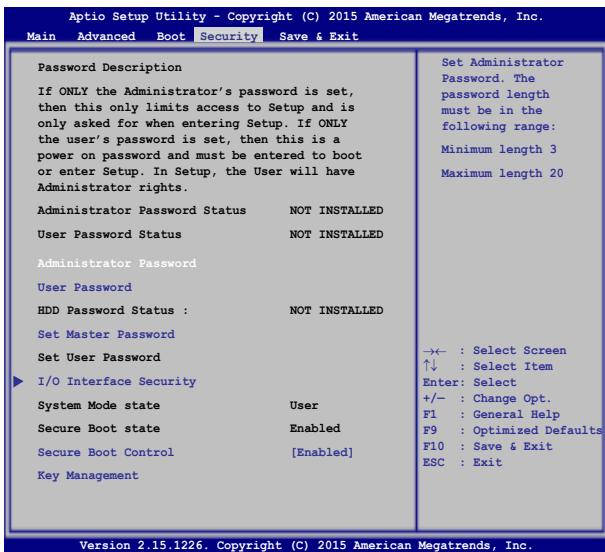 Aptio Setup Utility - Copyright (C) 2015 American Megatrends, Inc.
Main Advanced Boot Security Save & Exit
Password Description
If ONLY the Administrator's password is set,
then this only limits access to Setup and is
only asked for when entering Setup. If ONLY
the user's password is set, then this is a
power on password and must be entered to boot
or enter Setup. In Setup, the User will have
Administrator rights.
Administrator Password Status NOT INSTALLED
User Password Status NOT INSTALLED
Administrator Password
User Password
HDD Password Status : NOT INSTALLED
Set Master Password
Set User Password
I/O Interface Security
System Mode state User
Secure Boot state Enabled
Secure Boot Control [Enabled]
Key Management
Set Administrator
Password. The
password length
must be in the
following range:
Minimum length 3
Maximum length 20
→← : Select Screen
↑↓ : Select Item
Enter: Select
+/— : Change Opt.
F1 : General Help
F9 : Optimized Defaults
F10 : Save & Exit
ESC : Exit
Version 2.15.1226. Copyright (C) 2015 American Megatrends, Inc.